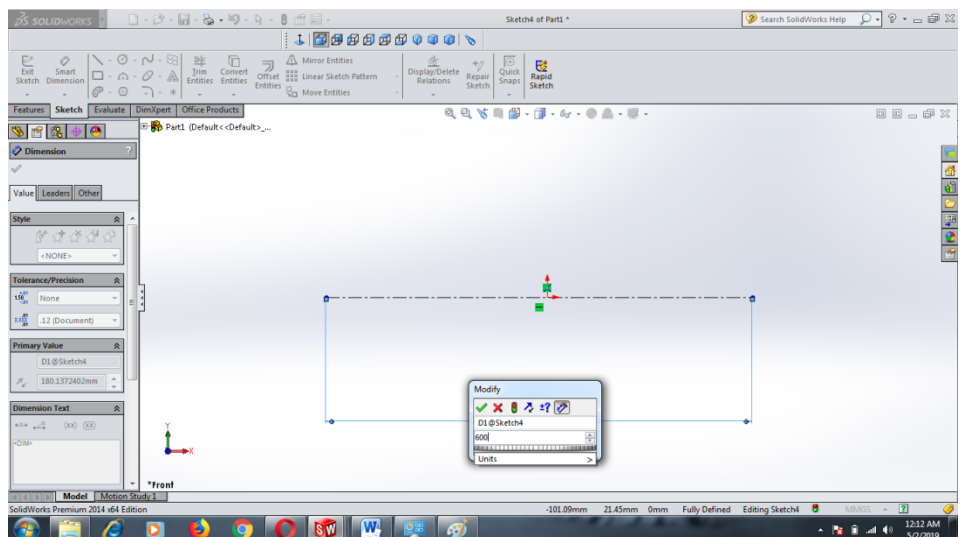 SOLIDWORKS
Sketch4 of Part1 *
Search SolidWorks Help
Exit Sketch
Smart Dimension
Trim Entities
Convert Entities
Offset Entities
Mirror Entities
Linear Sketch Pattern
Move Entities
Display/Delete Relations
Repair Sketch
Quick Snaps
Rapid Sketch
Features Sketch Evaluate DimXpert Office Products
Part1 (Default<<Default>_...
Dimension ?
Value Leaders Other
Style
<NONE>
Tolerance/Precision
None
.12 (Document)
Primary Value
D1@Sketch4
180.1372402mm
Dimension Text
<DIM>
Modify
D1@Sketch4
600
Units >
Y
X
*Front
Model Motion Study 1
SolidWorks Premium 2014 x64 Edition
-101.09mm 21.45mm 0mm Fully Defined Editing Sketch4 MMGS
12:12 AM
5/2/2019